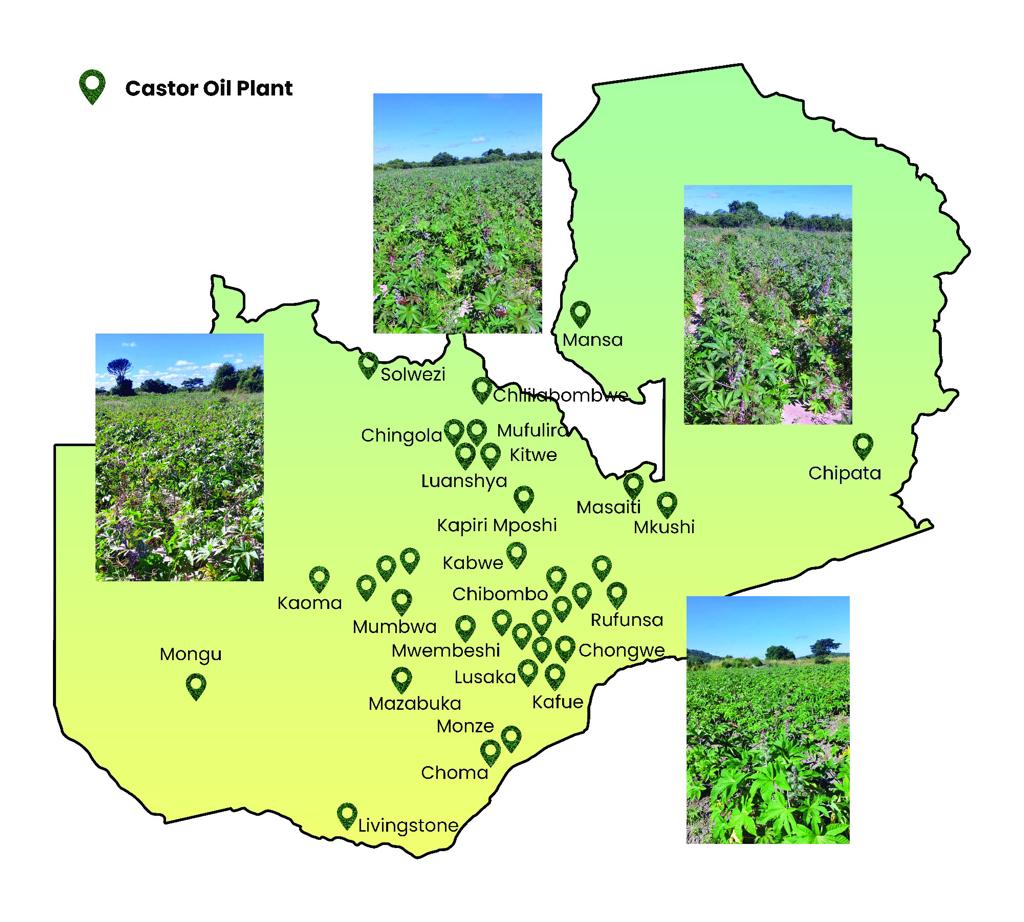 Castor Oil Plant
Mansa
Solwezi
Chililabombwe
Chingola
Mufulira
Kitwe
Luanshya
Chipata
Masaiti
Kapiri Mposhi
Mkushi
Kabwe
Chibombo
Kaoma
Rufunsa
Mumbwa
Mwembeshi
Chongwe
Mongu
Lusaka
Mazabuka
Kafue
Monze
Choma
Livingstone